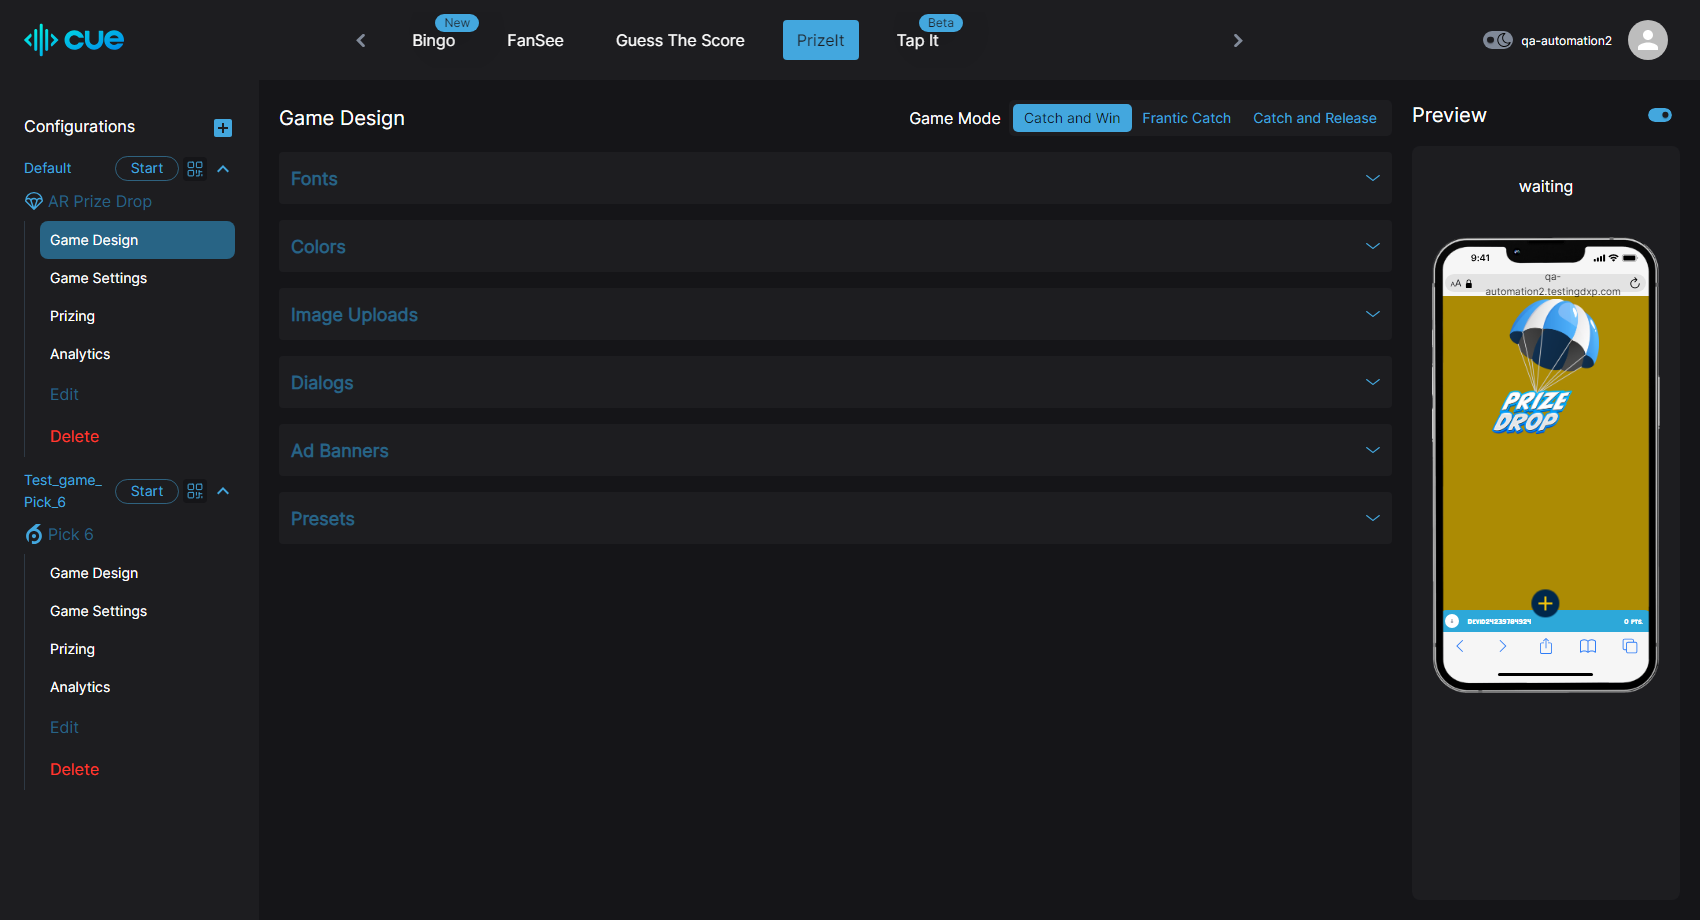 cue
New
Bingo
FanSee
Guess The Score
PrizeIt
Beta
Tap It
qa-automation2
Configurations
Default
Start
AR Prize Drop
Game Design
Game Settings
Prizing
Analytics
Edit
Delete
Test_game_
Pick_6
Start
Pick 6
Game Design
Game Settings
Prizing
Analytics
Edit
Delete
Game Design
Game Mode
Catch and Win
Frantic Catch
Catch and Release
Fonts
Colors
Image Uploads
Dialogs
Ad Banners
Presets
Preview
waiting
9:41
AA
qa-
automation2.testingdxp.com
PRIZE
DROP
0 PTS.